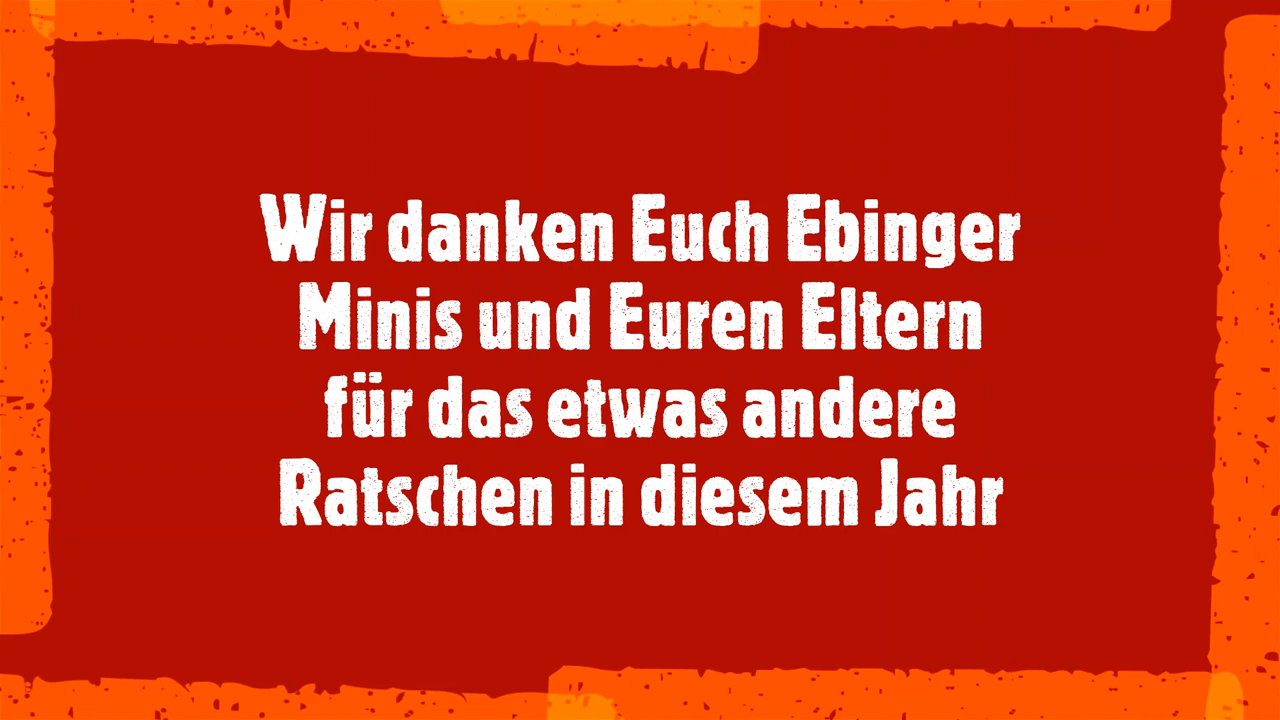 Wir danken Euch Ebinger
Minis und Euren Eltern
für das etwas andere
Ratschen in diesem Jahr